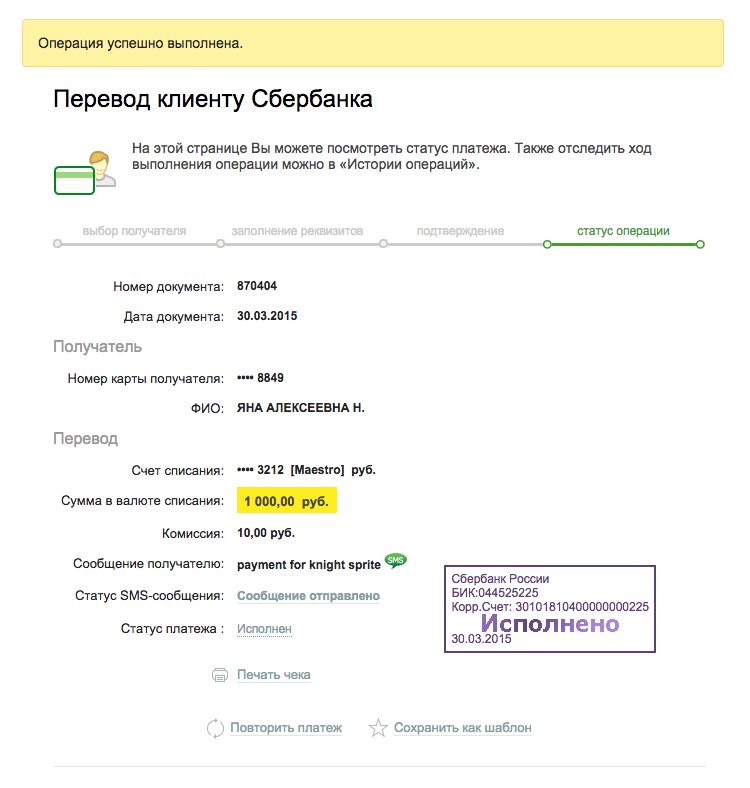 Операция успешно выполнена.
Перевод клиенту Сбербанка
На этой странице Вы можете посмотреть статус платежа. Также отследить ход
выполнения операции можно в «Истории операций».
выбор получателя заполнение реквизитов подтверждение статус операции
Номер документа: 870404
Дата документа: 30.03.2015
Получатель
Номер карты получателя: •••• 8849
ФИО: ЯНА АЛЕКСЕЕВНА Н.
Перевод
Счет списания: •••• 3212 [Maestro] руб.
Сумма в валюте списания: 1 000,00 руб.
Комиссия: 10,00 руб.
Сообщение получателю: payment for knight sprite SMS
Статус SMS-сообщения: Сообщение отправлено
Статус платежа : Исполнен
Сбербанк России
БИК:044525225
Корр.Счет: 30101810400000000225
Исполнено
30.03.2015
Печать чека
Повторить платеж Сохранить как шаблон